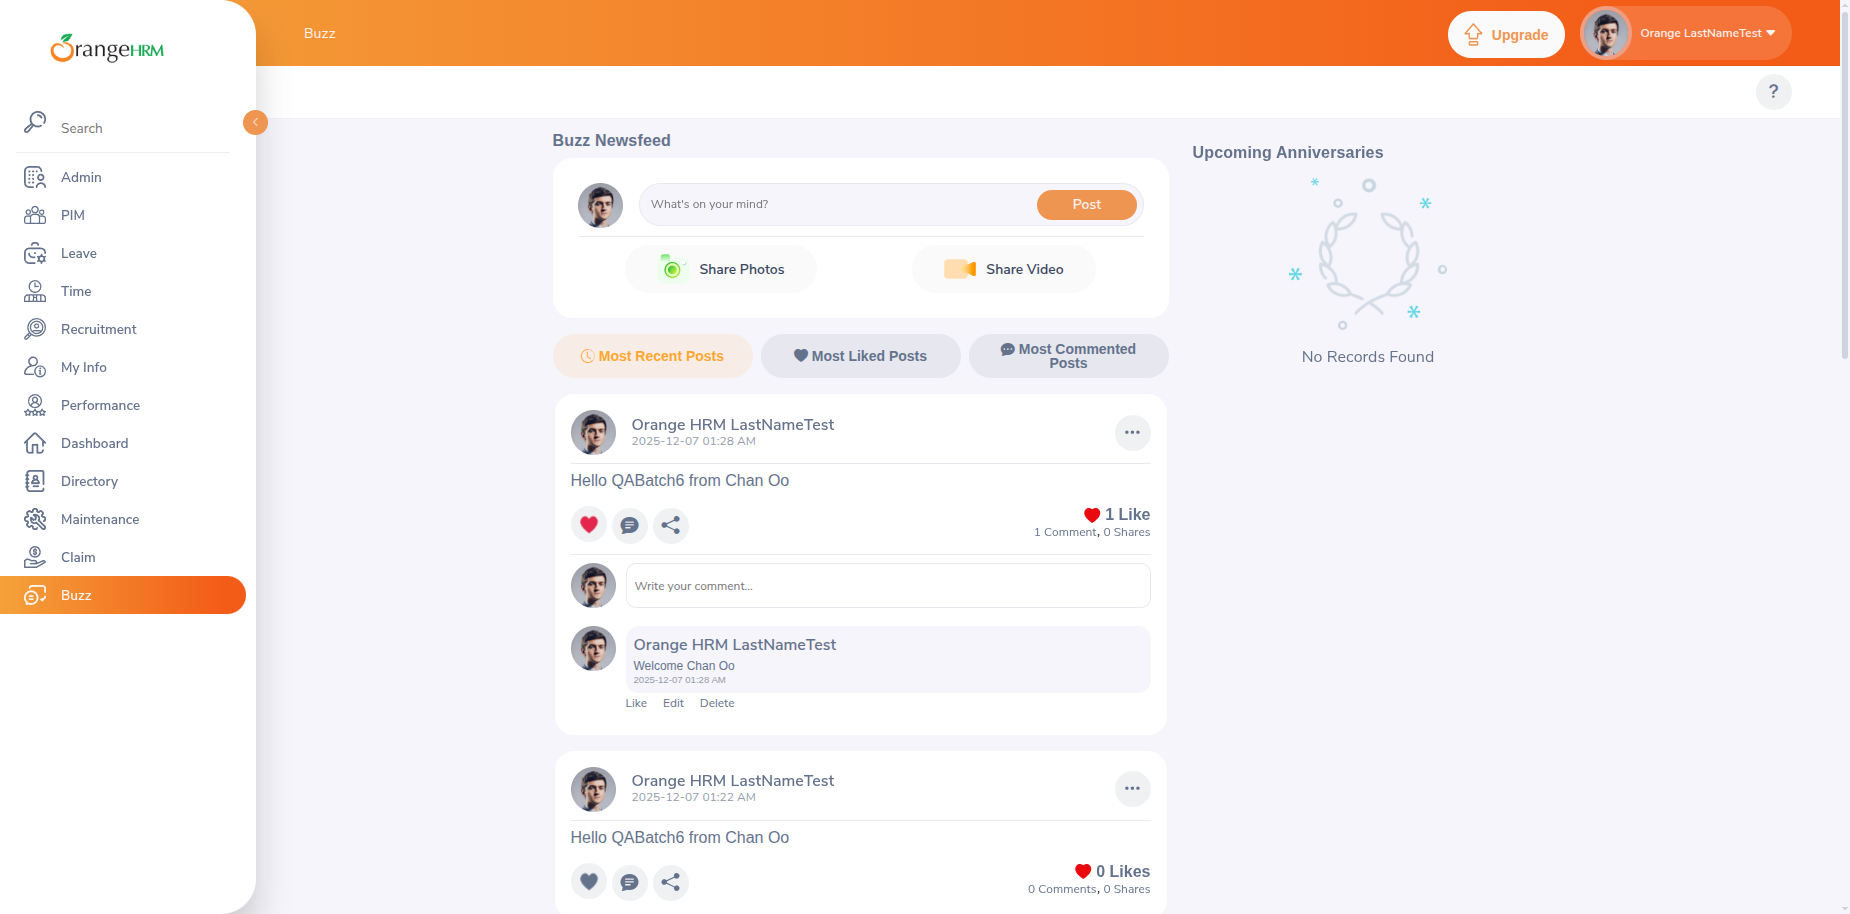 OrangeHRM
Buzz
Upgrade
Orange LastNameTest
?
Search
Admin
PIM
Leave
Time
Recruitment
My Info
Performance
Dashboard
Directory
Maintenance
Claim
Buzz
Buzz Newsfeed
What's on your mind?
Post
Share Photos
Share Video
Most Recent Posts
Most Liked Posts
Most Commented
Posts
Orange HRM LastNameTest
2025-12-07 01:28 AM
Hello QABatch6 from Chan Oo
1 Like
1 Comment, 0 Shares
Write your comment...
Orange HRM LastNameTest
Welcome Chan Oo
2025-12-07 01:28 AM
Like Edit Delete
Orange HRM LastNameTest
2025-12-07 01:22 AM
Hello QABatch6 from Chan Oo
0 Likes
0 Comments, 0 Shares
Upcoming Anniversaries
No Records Found